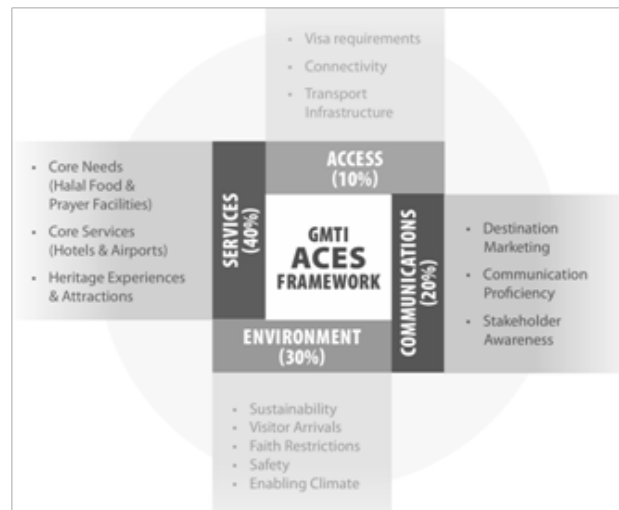 • Visa requirements
• Connectivity
• Transport
Infrastructure
ACCESS
(10%)
• Core Needs
(Halal Food &
Prayer Facilities)
• Core Services
(Hotels & Airports)
• Heritage Experiences
& Attractions
SERVICES
(40%)
GMTI
ACES
FRAMEWORK
COMMUNICATIONS
(20%)
• Destination
Marketing
• Communication
Proficiency
• Stakeholder
Awareness
ENVIRONMENT
(30%)
• Sustainability
• Visitor Arrivals
• Faith Restrictions
• Safety
• Enabling Climate